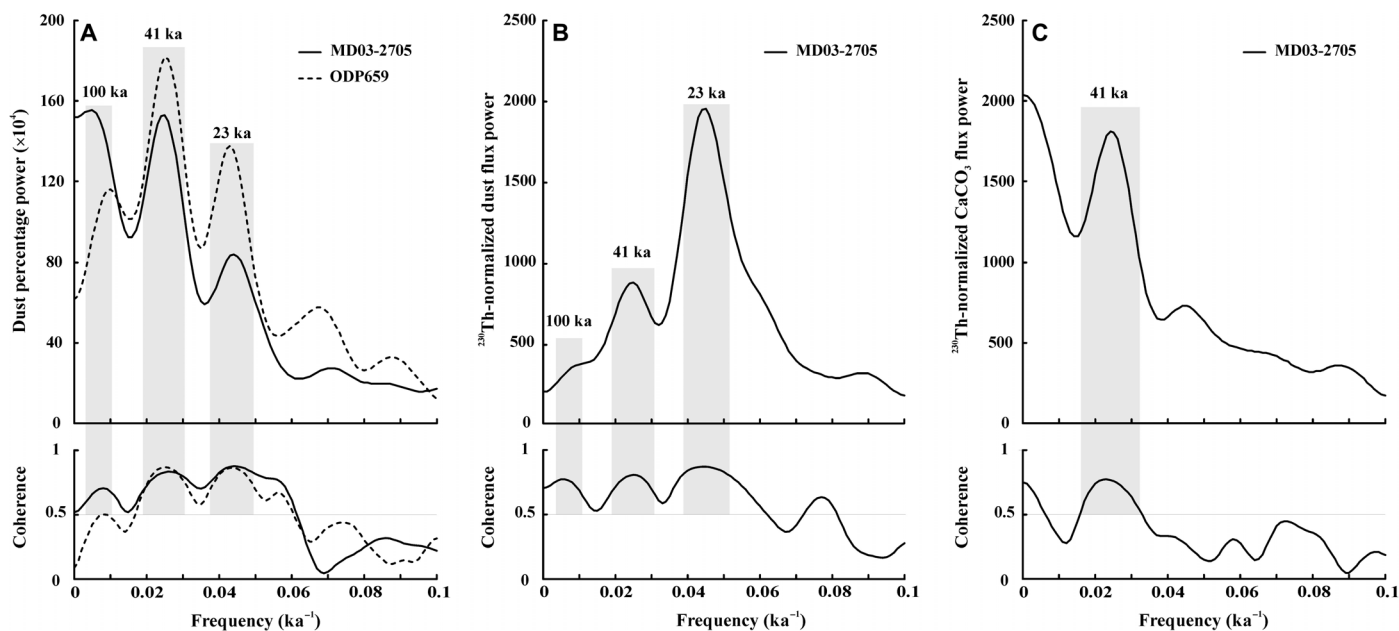 A
41 ka
MD03-2705
ODP659
100 ka
23 ka
200
160
120
80
40
0
Dust percentage power (×10⁴)
1
0.5
0
Coherence
0 0.02 0.04 0.06 0.08 0.1
Frequency (ka⁻¹)
B
MD03-2705
23 ka
41 ka
100 ka
2500
2000
1500
1000
500
0
²³⁰Th-normalized dust flux power
1
0.5
0
Coherence
0 0.02 0.04 0.06 0.08 0.1
Frequency (ka⁻¹)
C
MD03-2705
41 ka
2500
2000
1500
1000
500
0
²³⁰Th-normalized CaCO₃ flux power
1
0.5
0
Coherence
0 0.02 0.04 0.06 0.08 0.1
Frequency (ka⁻¹)